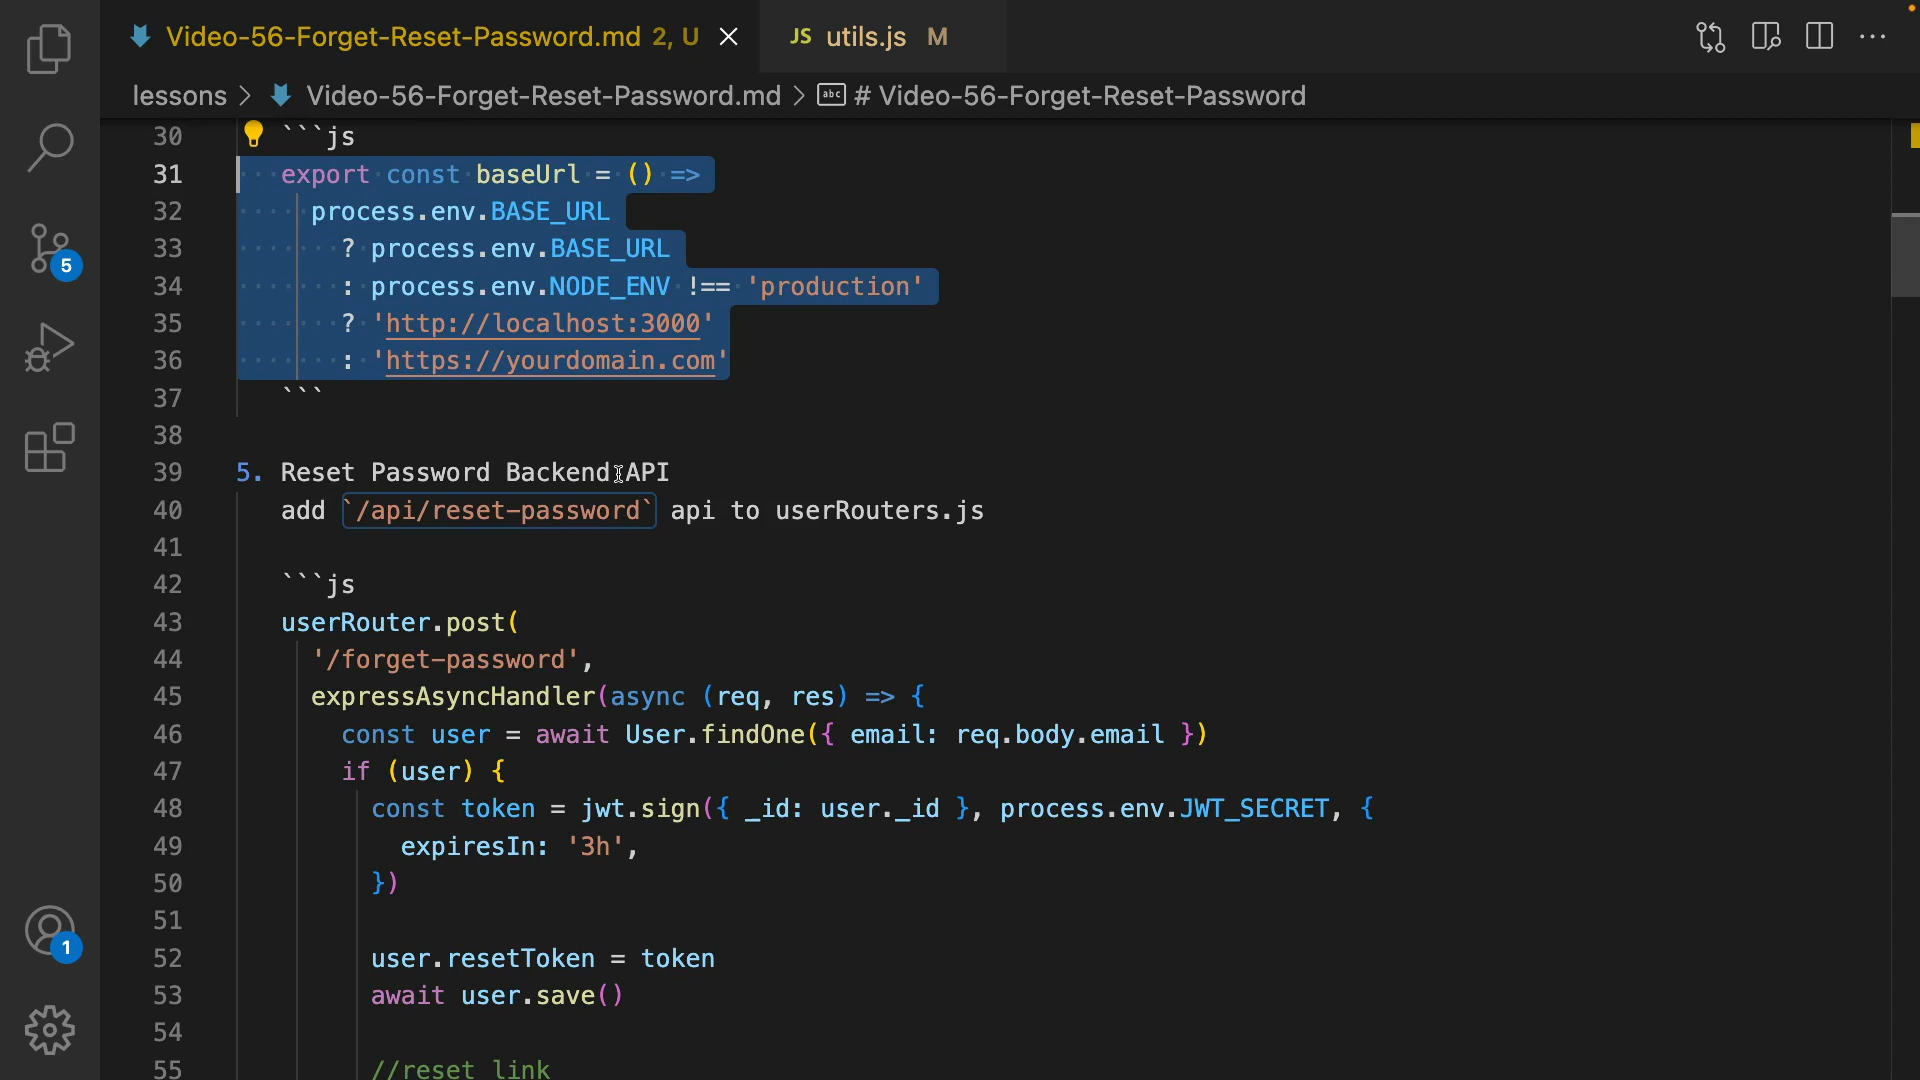 Video-56-Forget-Reset-Password.md 2, U
JS utils.js M
lessons > Video-56-Forget-Reset-Password.md > abc # Video-56-Forget-Reset-Password
30 ```js
31 export const baseUrl = () =>
32 process.env.BASE_URL
33 ? process.env.BASE_URL
34 : process.env.NODE_ENV !== 'production'
35 ? 'http://localhost:3000'
36 : 'https://yourdomain.com'
37 ```
38
39 5. Reset Password Backend API
40 add `/api/reset-password` api to userRouters.js
41
42 ```js
43 userRouter.post(
44 '/forget-password',
45 expressAsyncHandler(async (req, res) => {
46 const user = await User.findOne({ email: req.body.email })
47 if (user) {
48 const token = jwt.sign({ _id: user._id }, process.env.JWT_SECRET, {
49 expiresIn: '3h',
50 })
51
52 user.resetToken = token
53 await user.save()
54
55 //reset link
5
1